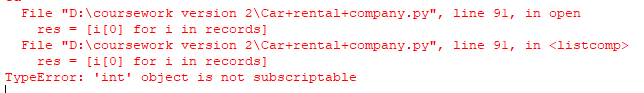 File "D:\coursework version 2\Car+rental+company.py", line 91, in open
res = [i[0] for i in records]
File "D:\coursework version 2\Car+rental+company.py", line 91, in <listcomp>
res = [i[0] for i in records]
TypeError: 'int' object is not subscriptable